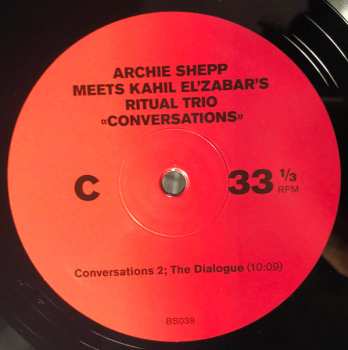 ARCHIE SHEPP
MEETS KAHIL EL'ZABAR'S
RITUAL TRIO
«CONVERSATIONS»
C
33 1/3
RPM
Conversations 2; The Dialogue (10:09)
BS039